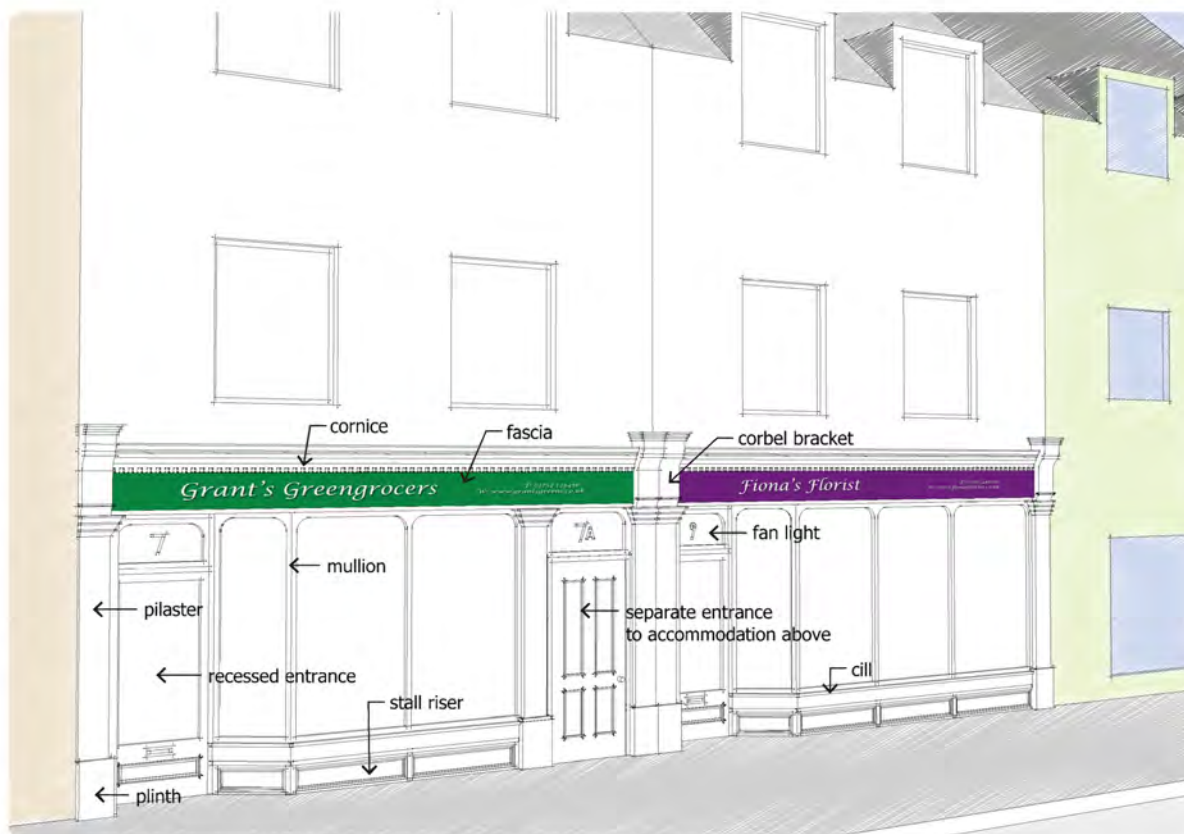 cornice
fascia
corbel bracket
Grant's Greengrocers
Fiona's Florist
7
7A
9
fan light
mullion
pilaster
separate entrance
to accommodation above
recessed entrance
cill
stall riser
plinth